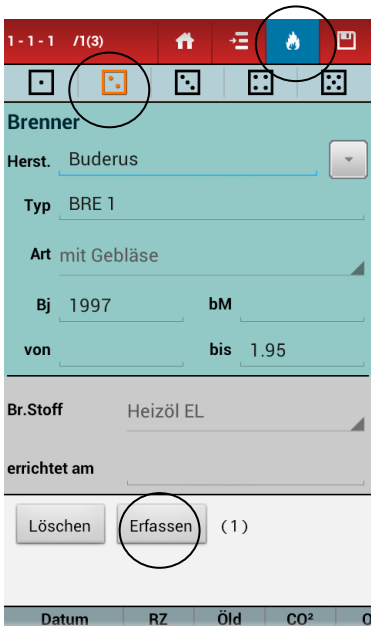 1 - 1 - 1 /1(3)
Brenner
Herst. Buderus
Typ BRE 1
Art mit Gebläse
Bj 1997 bM
von bis 1.95
Br.Stoff Heizöl EL
errichtet am
Löschen Erfassen (1)
Datum RZ Öld CO²